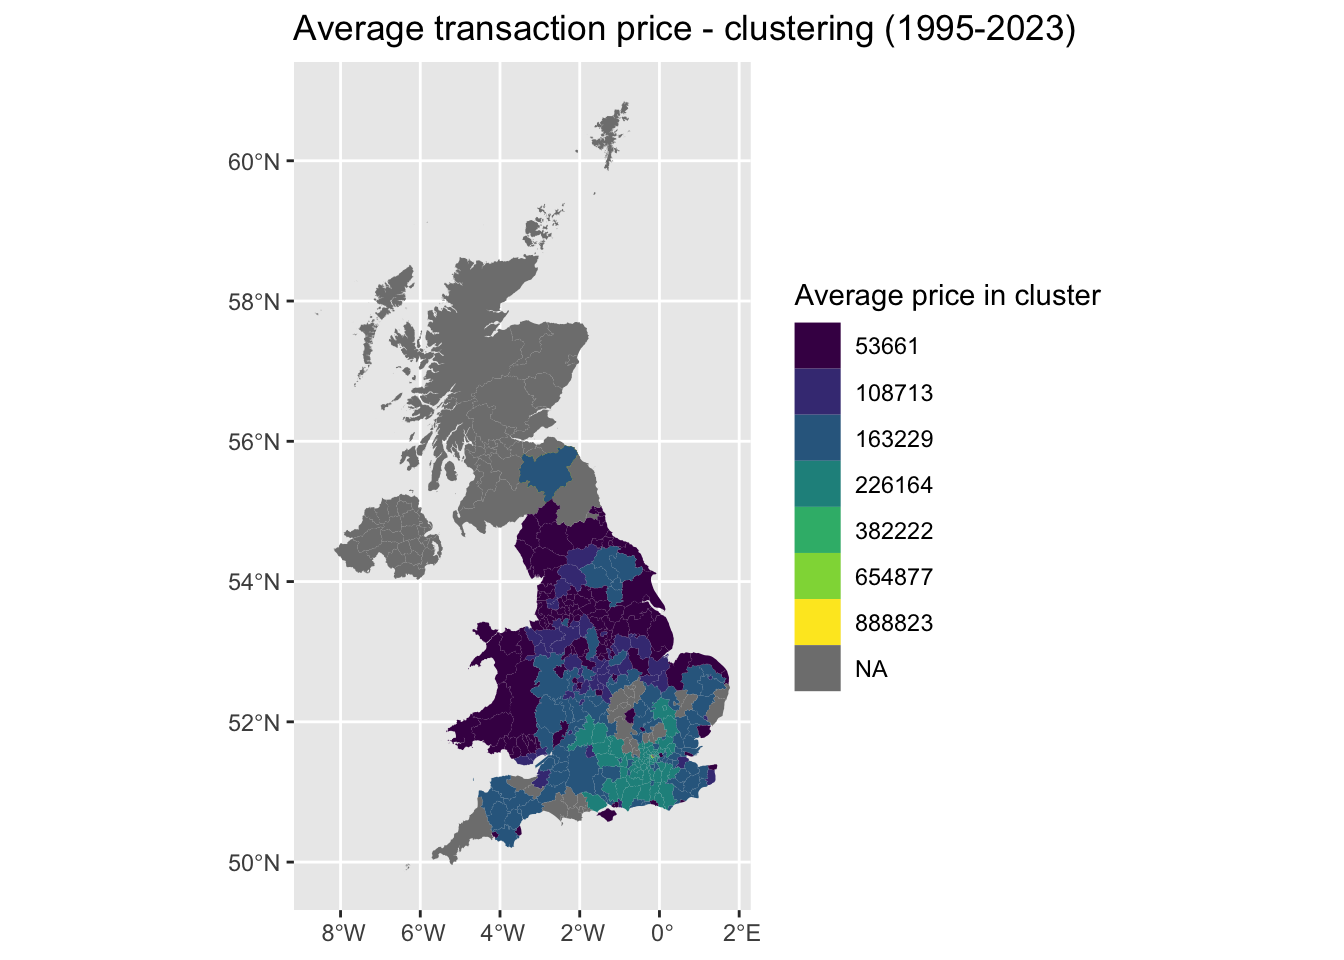 Average transaction price - clustering (1995-2023)
60°N
58°N
56°N
54°N
52°N
50°N
8°W 6°W 4°W 2°W 0° 2°E
Average price in cluster
53661
108713
163229
226164
382222
654877
888823
NA